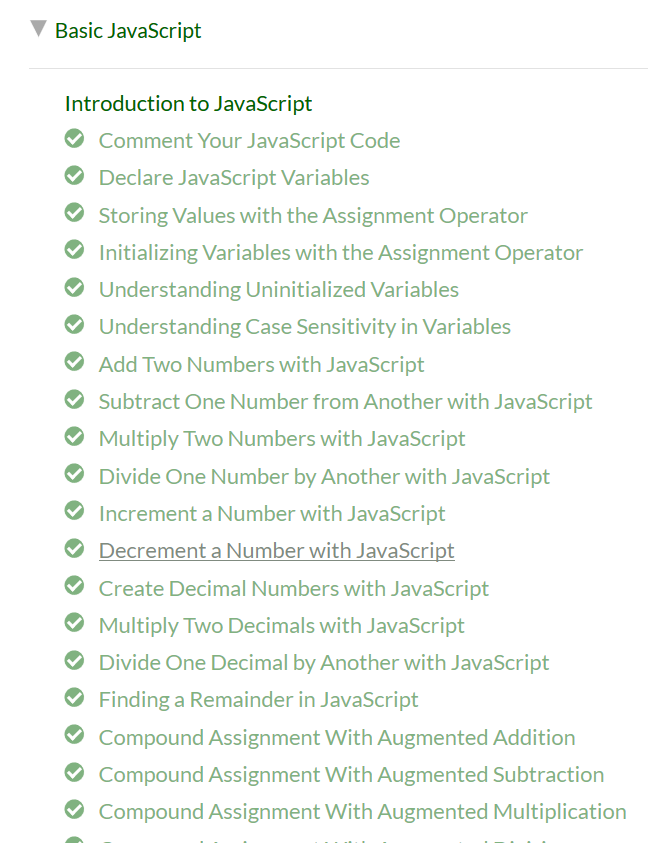 Basic JavaScript
Introduction to JavaScript
Comment Your JavaScript Code
Declare JavaScript Variables
Storing Values with the Assignment Operator
Initializing Variables with the Assignment Operator
Understanding Uninitialized Variables
Understanding Case Sensitivity in Variables
Add Two Numbers with JavaScript
Subtract One Number from Another with JavaScript
Multiply Two Numbers with JavaScript
Divide One Number by Another with JavaScript
Increment a Number with JavaScript
Decrement a Number with JavaScript
Create Decimal Numbers with JavaScript
Multiply Two Decimals with JavaScript
Divide One Decimal by Another with JavaScript
Finding a Remainder in JavaScript
Compound Assignment With Augmented Addition
Compound Assignment With Augmented Subtraction
Compound Assignment With Augmented Multiplication